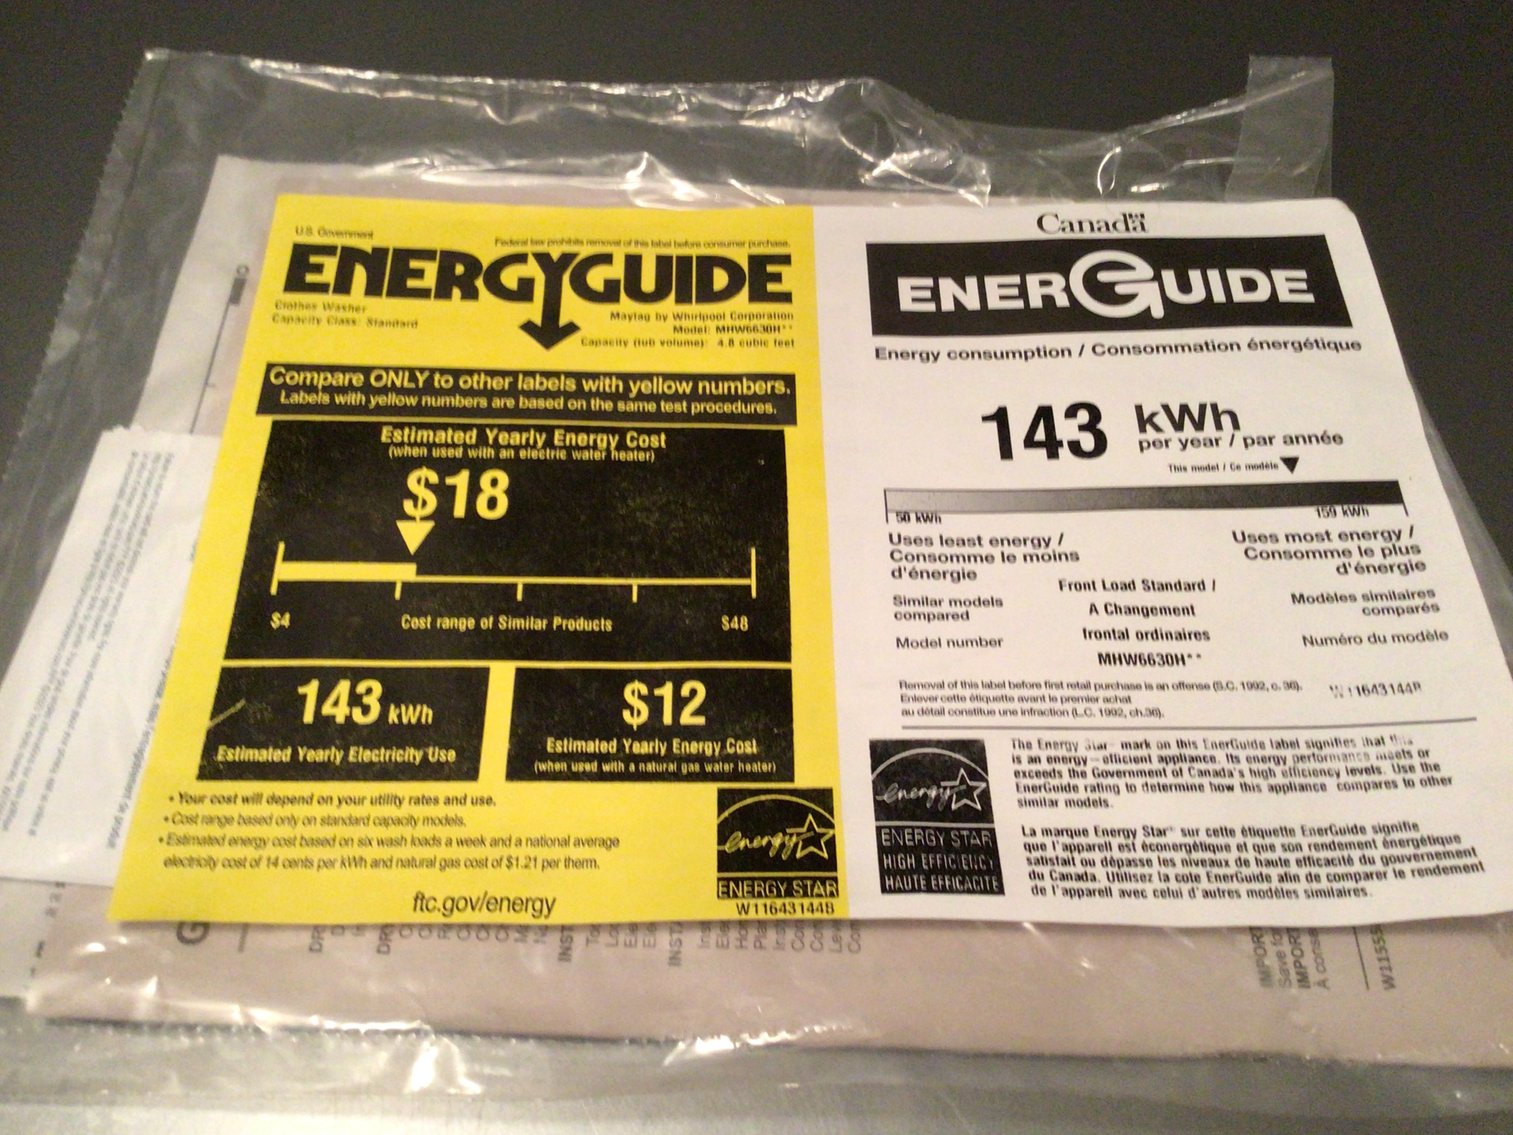 U.S. Government
Federal law prohibits removal of this label before consumer purchase.
ENERGYGUIDE
Clothes Washer
Capacity Class: Standard
Maytag by Whirlpool Corporation
Model: MHW6630H**
Capacity (tub volume): 4.8 cubic feet
Compare ONLY to other labels with yellow numbers.
Labels with yellow numbers are based on the same test procedures.
Estimated Yearly Energy Cost
(when used with an electric water heater)
$18
$4
Cost range of Similar Products
$48
143 kWh
Estimated Yearly Electricity Use
$12
Estimated Yearly Energy Cost
(when used with a natural gas water heater)
• Your cost will depend on your utility rates and use.
• Cost range based only on standard capacity models.
• Estimated energy cost based on six wash loads a week and a national average
electricity cost of 14 cents per kWh and natural gas cost of $1.21 per therm.
ftc.gov/energy
energy
ENERGY STAR
W11643144B
Canada
ENERGUIDE
Energy consumption / Consommation énergétique
143 kWh
per year / par année
This model / Ce modèle
50 kWh
159 kWh
Uses least energy /
Consomme le moins
d'énergie
Uses most energy /
Consomme le plus
d'énergie
Similar models
compared
Front Load Standard /
A Changement
frontal ordinaires
Modèles similaires
comparés
Model number
MHW6630H**
Numéro du modèle
Removal of this label before first retail purchase is an offense (S.C. 1992, c. 36).
Enlever cette étiquette avant le premier achat
au détail constitue une infraction (L.C. 1992, ch.36).
W11643144B
energy
ENERGY STAR
HIGH EFFICIENCY
HAUTE EFFICACITÉ
The Energy Star mark on this EnerGuide label signifies that this
is an energy – efficient appliance. Its energy performance meets or
exceeds the Government of Canada's high efficiency levels. Use the
EnerGuide rating to determine how this appliance compares to other
similar models.
La marque Energy Star sur cette étiquette EnerGuide signifie
que l'appareil est éconergétique et que son rendement énergétique
satisfait ou dépasse les niveaux de haute efficacité du gouvernement
du Canada. Utilisez la cote EnerGuide afin de comparer le rendement
de l'appareil avec celui d'autres modèles similaires.